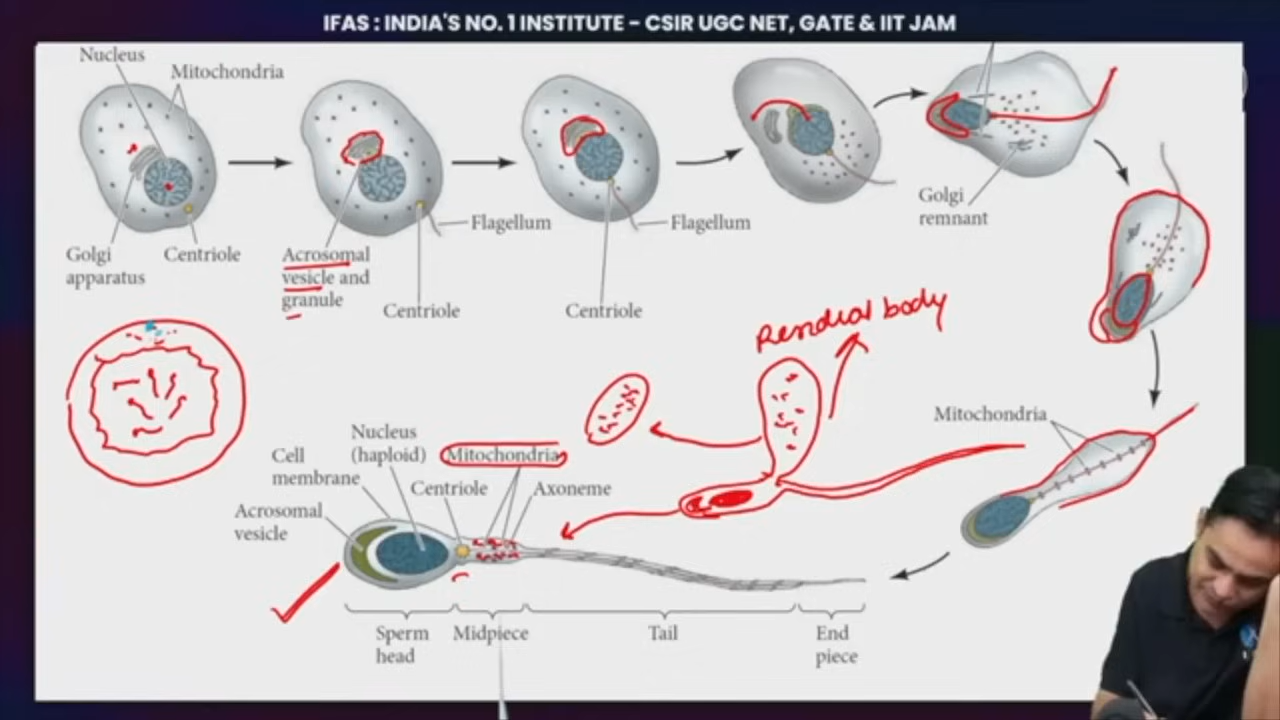 IFAS : INDIA'S NO. 1 INSTITUTE – CSIR UGC NET, GATE & IIT JAM
Nucleus
Mitochondria
Golgi
apparatus
Centriole
Acrosomal
vesicle and
granule
Flagellum
Centriole
Flagellum
Centriole
Golgi
remnant
Residual body
Mitochondria
Nucleus
(haploid)
Mitochondria
Cell
membrane
Centriole
Axoneme
Acrosomal
vesicle
Sperm
head
Midpiece
Tail
End
piece